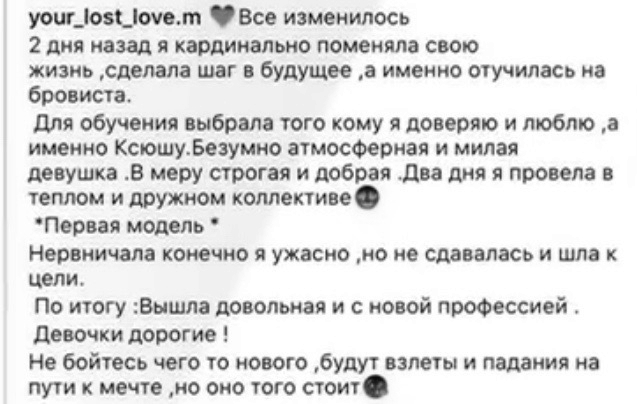 your_lost_love.m 🖤Все изменилось
2 дня назад я кардинально поменяла свою
жизнь ,сделала шаг в будущее ,а именно отучилась на
бровиста.
Для обучения выбрала того кому я доверяю и люблю ,а
именно Ксюшу.Безумно атмосферная и милая
девушка .В меру строгая и добрая .Два дня я провела в
теплом и дружном коллективе
*Первая модель *
Нервничала конечно я ужасно ,но не сдавалась и шла к
цели.
По итогу :Вышла довольная и с новой профессией .
Девочки дорогие !
Не бойтесь чего то нового ,будут взлеты и падания на
пути к мечте ,но оно того стоит